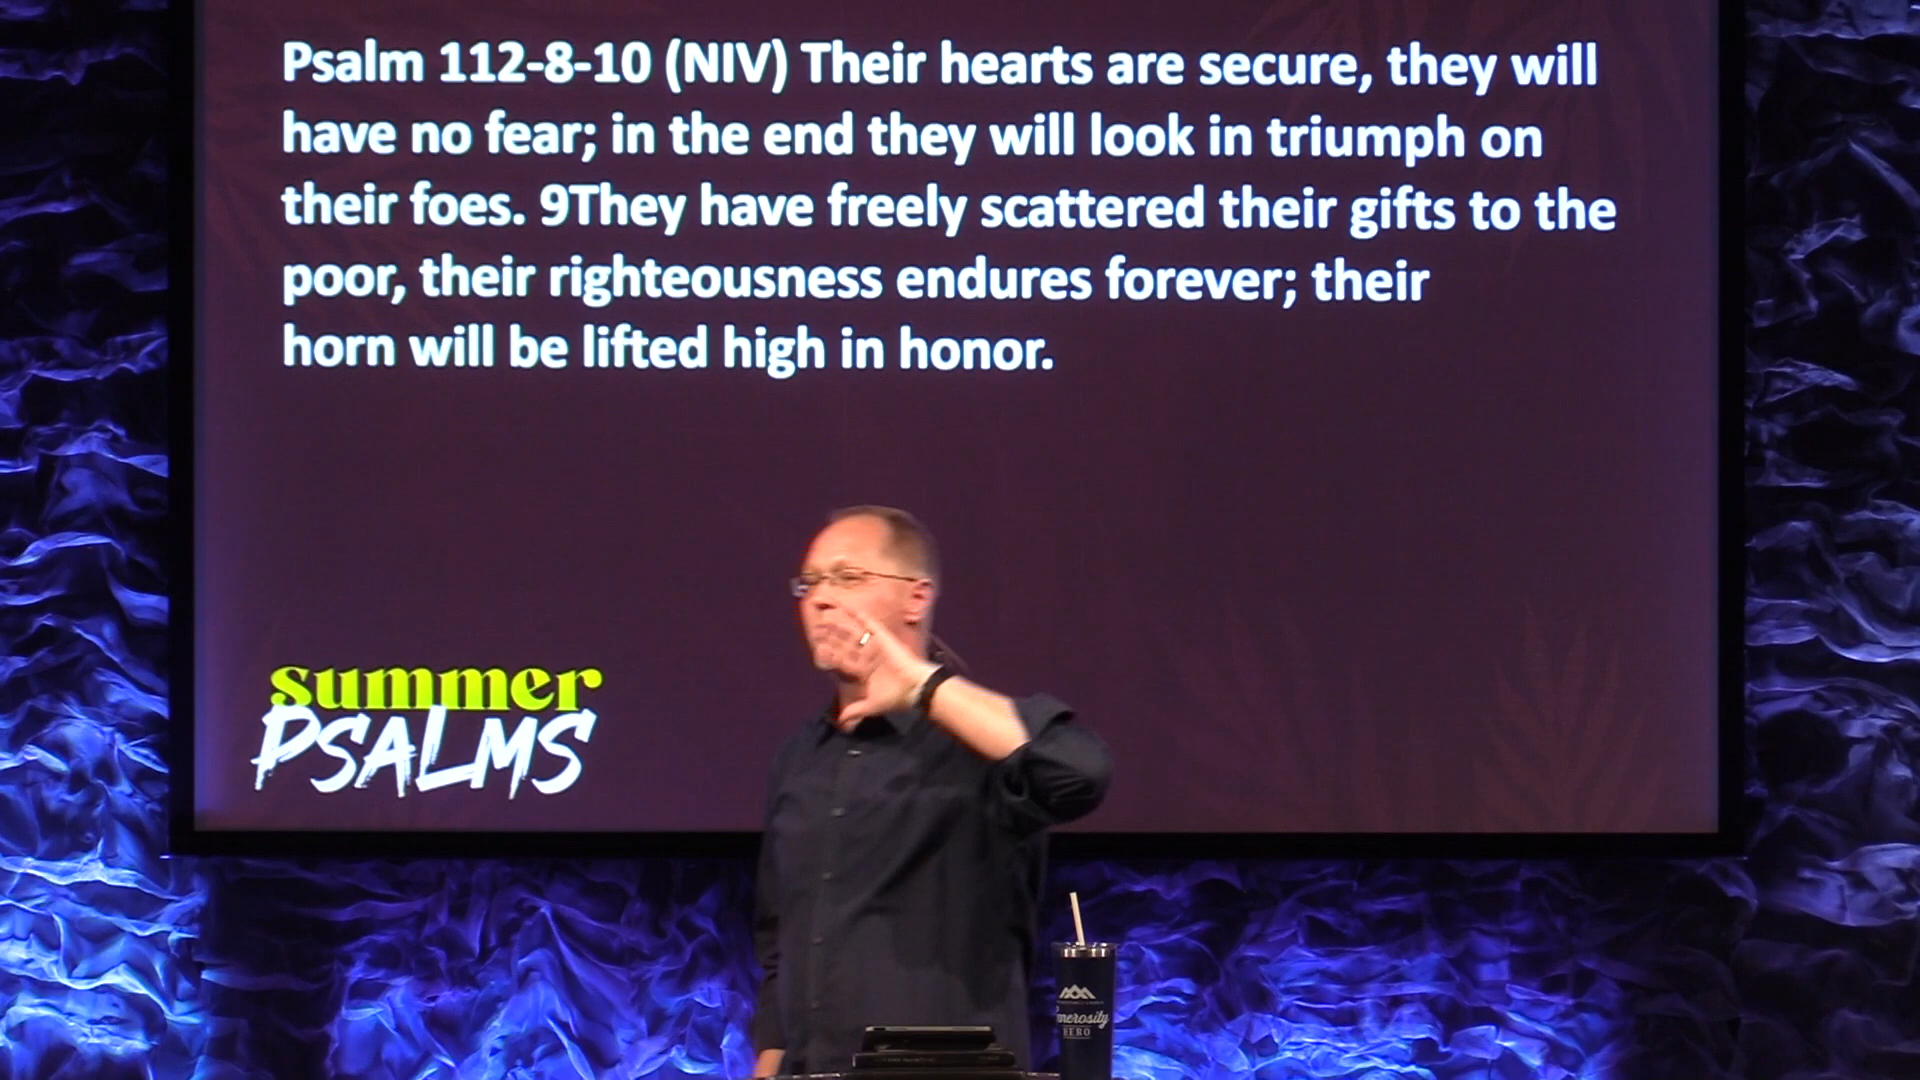 Psalm 112-8-10 (NIV) Their hearts are secure, they will
have no fear; in the end they will look in triumph on
their foes. 9They have freely scattered their gifts to the
poor, their righteousness endures forever; their
horn will be lifted high in honor.
summer
PSALMS
HERO